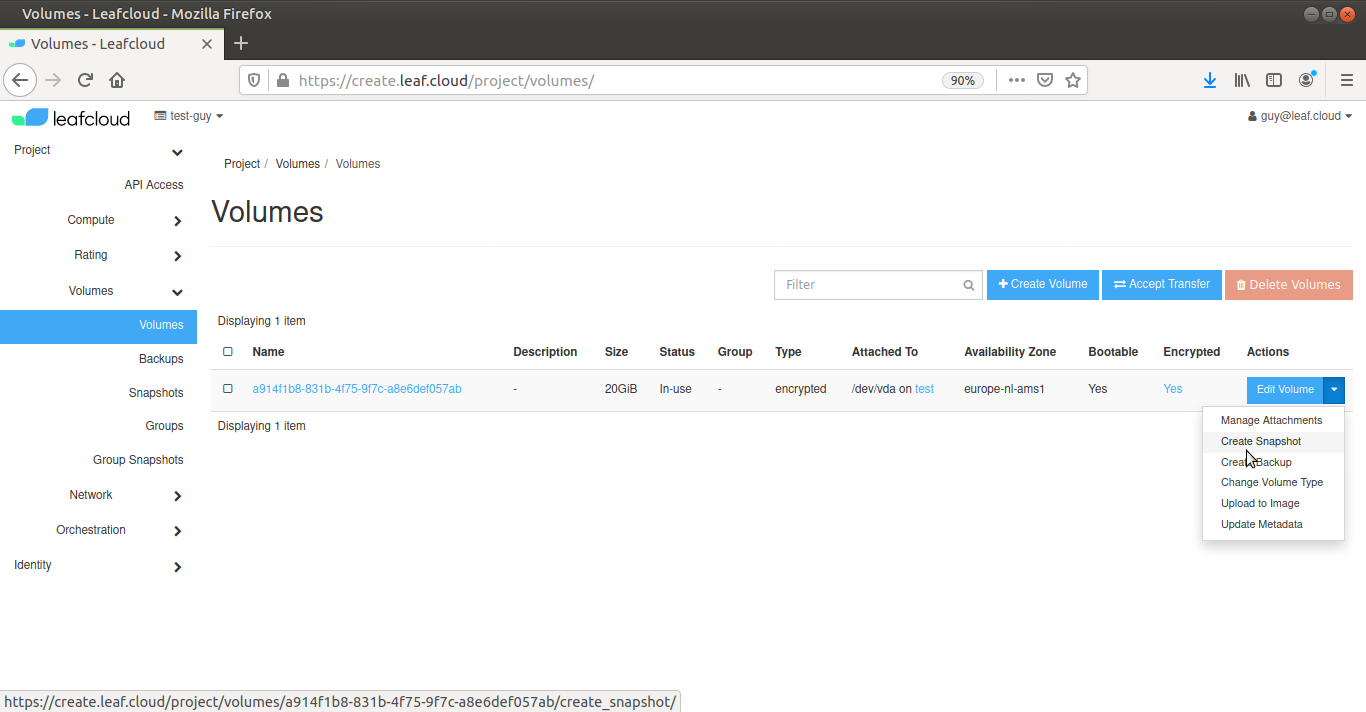 Volumes - Leafcloud - Mozilla Firefox
Volumes - Leafcloud
https://create.leaf.cloud/project/volumes/
90%
leafcloud
test-guy
guy@leaf.cloud
Project
API Access
Compute
Rating
Volumes
Volumes
Backups
Snapshots
Groups
Group Snapshots
Network
Orchestration
Identity
Project / Volumes / Volumes
Volumes
Filter
Create Volume
Accept Transfer
Delete Volumes
Displaying 1 item
Name Description Size Status Group Type Attached To Availability Zone Bootable Encrypted Actions
a914f1b8-831b-4f75-9f7c-a8e6def057ab - 20GiB In-use - encrypted /dev/vda on test europe-nl-ams1 Yes Yes Edit Volume
Displaying 1 item
Manage Attachments
Create Snapshot
Create Backup
Change Volume Type
Upload to Image
Update Metadata
https://create.leaf.cloud/project/volumes/a914f1b8-831b-4f75-9f7c-a8e6def057ab/create_snapshot/